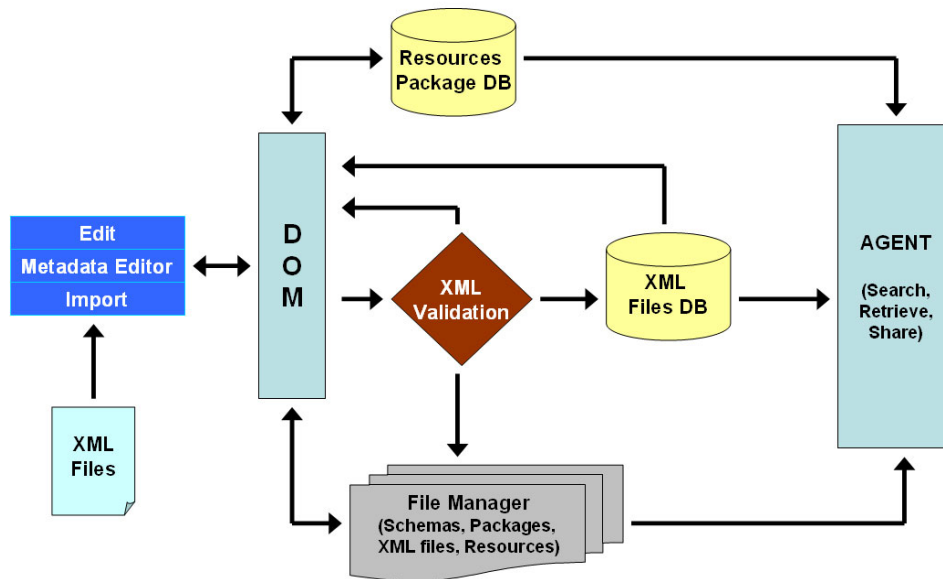 Resources
Package DB
Edit
Metadata Editor
Import
D
O
M
XML
Validation
XML
Files DB
AGENT
(Search,
Retrieve,
Share)
XML
Files
File Manager
(Schemas, Packages,
XML files, Resources)